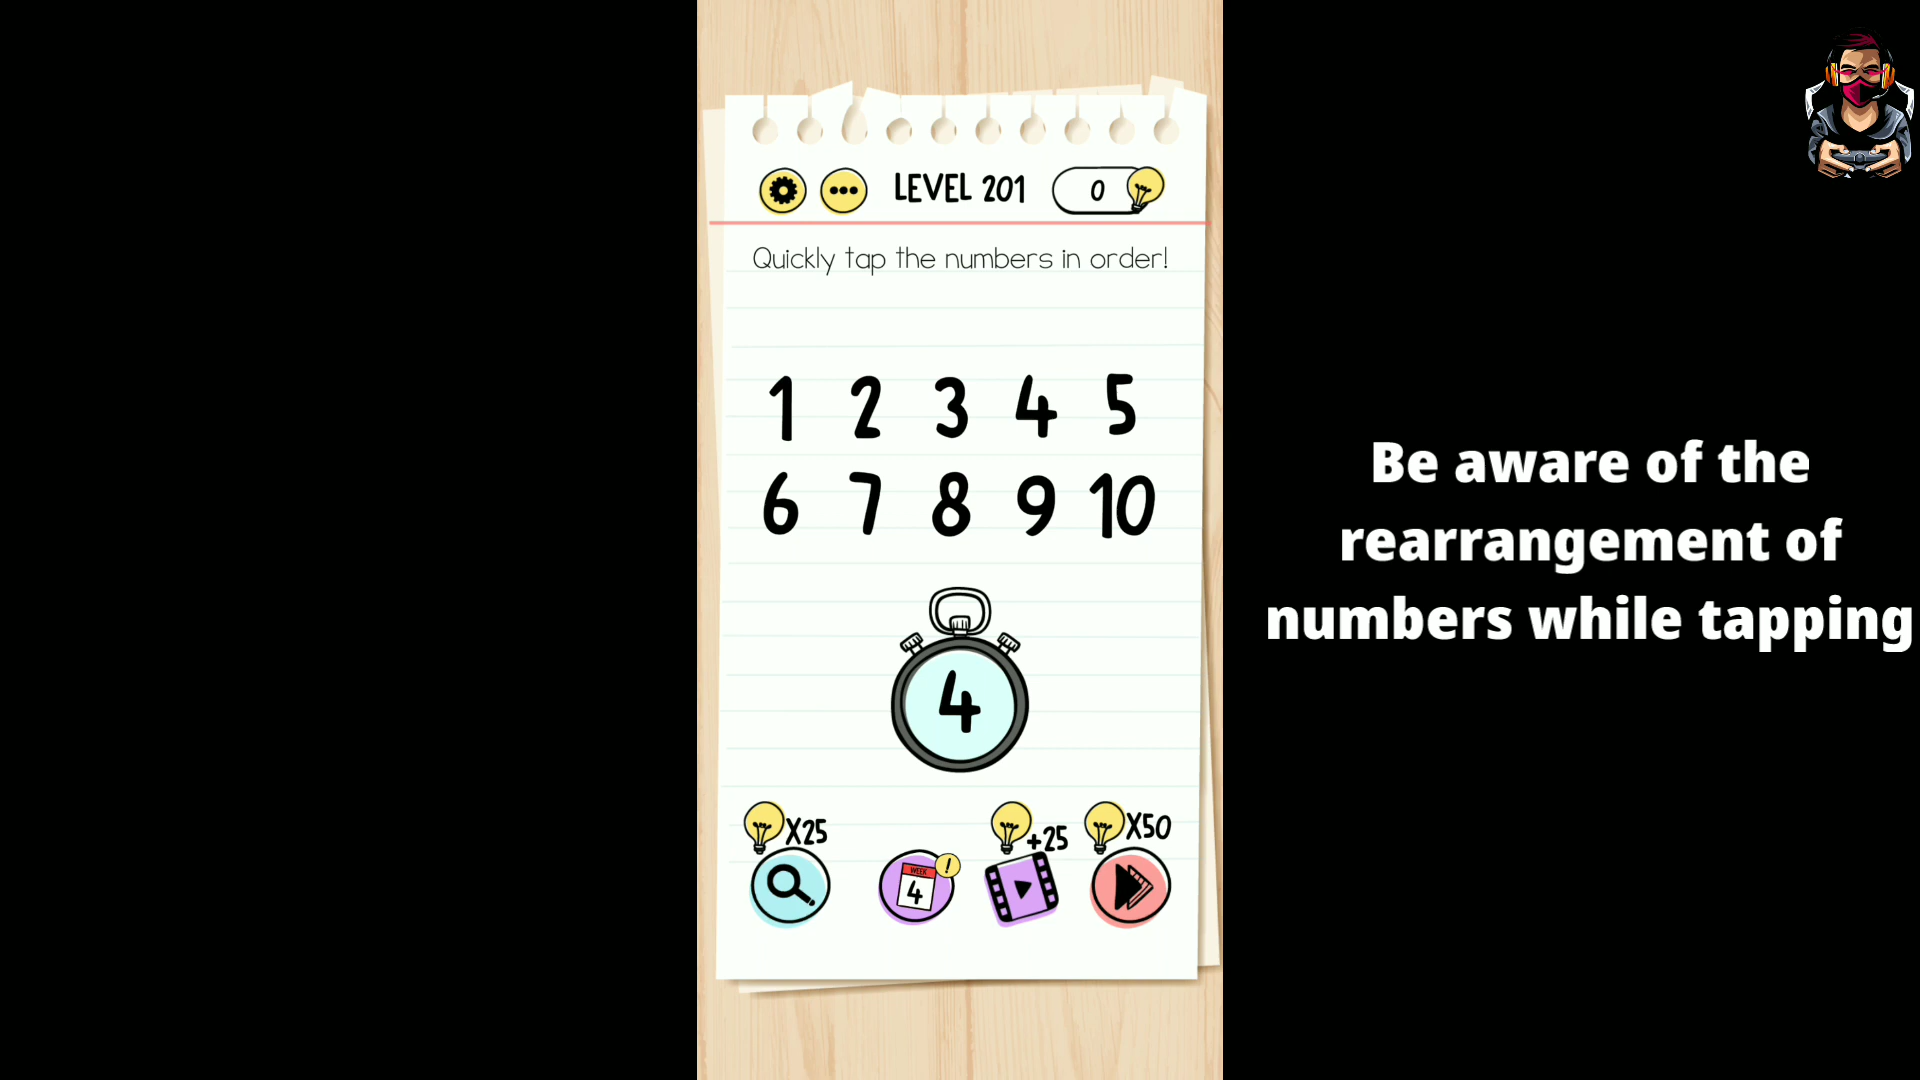 LEVEL 201
0
Quickly tap the numbers in order!
1 2 3 4 5
6 7 8 9 10
4
X25
WEEK
4
!
+25
X50
Be aware of the
rearrangement of
numbers while tapping